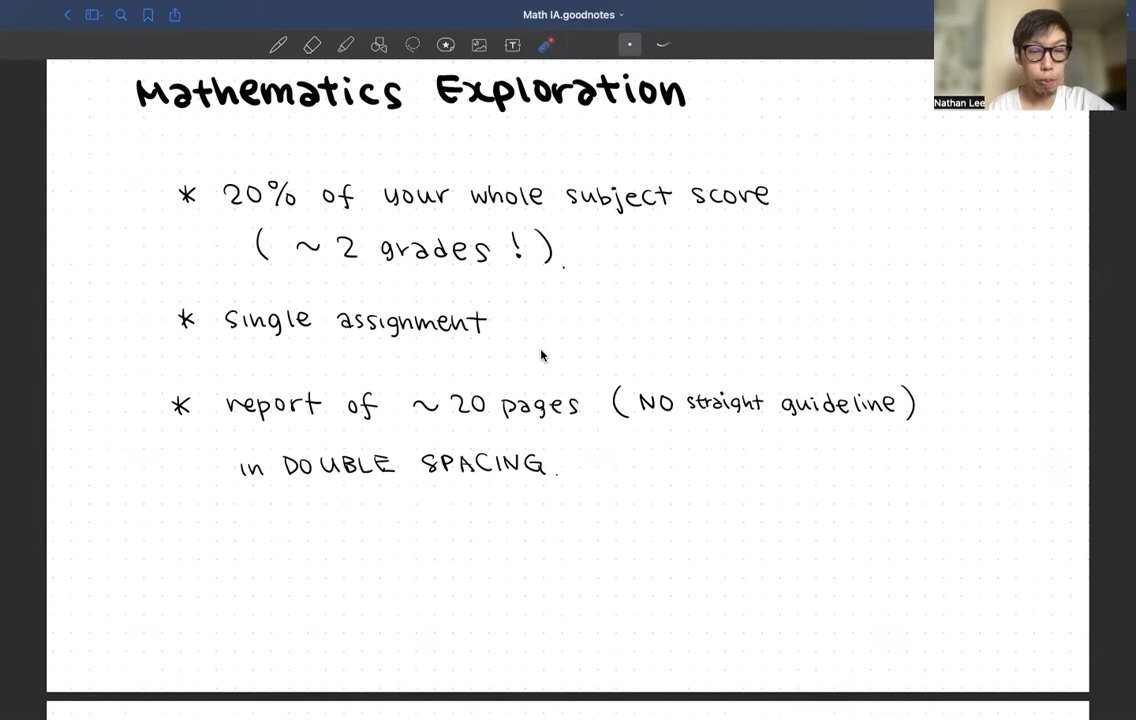 Math IA.goodnotes
Nathan Lee
Mathematics Exploration
* 20% of your whole subject score
( ~ 2 grades ! ) .
* single assignment
* report of ~ 20 pages ( NO straight guideline )
in DOUBLE SPACING .